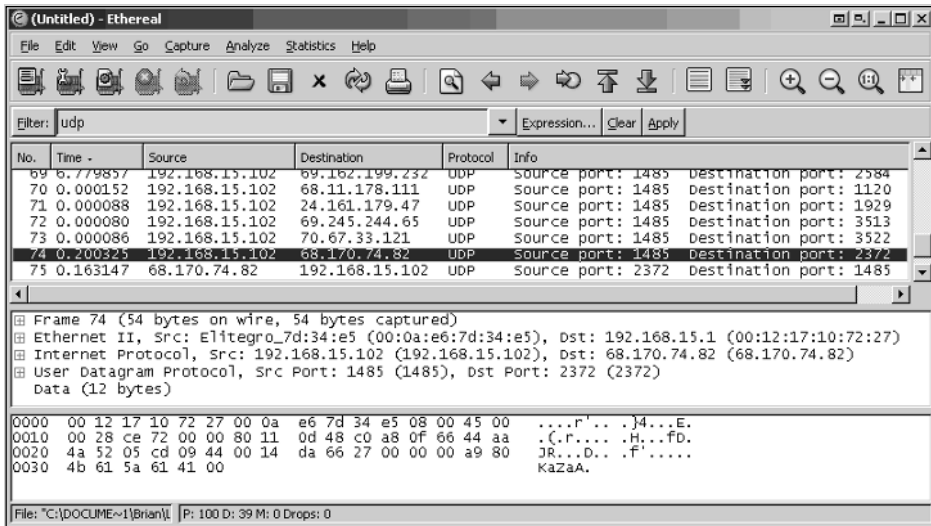 (Untitled) - Ethereal
File Edit View Go Capture Analyze Statistics Help
Filter: udp Expression... Clear Apply
No. Time - Source Destination Protocol Info
69 6.779857 192.168.15.102 69.162.199.232 UDP Source port: 1485 Destination port: 2584
70 0.000152 192.168.15.102 68.11.178.111 UDP Source port: 1485 Destination port: 1120
71 0.000088 192.168.15.102 24.161.179.47 UDP Source port: 1485 Destination port: 1929
72 0.000080 192.168.15.102 69.245.244.65 UDP Source port: 1485 Destination port: 3513
73 0.000086 192.168.15.102 70.67.33.121 UDP Source port: 1485 Destination port: 3522
74 0.200325 192.168.15.102 68.170.74.82 UDP Source port: 1485 Destination port: 2372
75 0.163147 68.170.74.82 192.168.15.102 UDP Source port: 2372 Destination port: 1485
Frame 74 (54 bytes on wire, 54 bytes captured)
Ethernet II, Src: Elitegro_7d:34:e5 (00:0a:e6:7d:34:e5), Dst: 192.168.15.1 (00:12:17:10:72:27)
Internet Protocol, Src: 192.168.15.102 (192.168.15.102), Dst: 68.170.74.82 (68.170.74.82)
User Datagram Protocol, Src Port: 1485 (1485), Dst Port: 2372 (2372)
Data (12 bytes)
0000 00 12 17 10 72 27 00 0a e6 7d 34 e5 08 00 45 00 ....r'.. .}4...E.
0010 00 28 ce 72 00 00 80 11 0d 48 c0 a8 0f 66 44 aa .(.r.... .H...fD.
0020 4a 52 05 cd 09 44 00 14 da 66 27 00 00 00 a9 80 JR...D.. .f'.....
0030 4b 61 5a 61 41 00 KaZaA.
File: "C:\DOCUME~1\Brian\L P: 100 D: 39 M: 0 Drops: 0